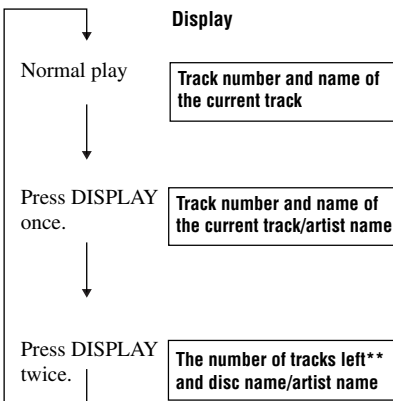 Display
Normal play
Track number and name of
the current track
Press DISPLAY
once.
Track number and name of
the current track/artist name
Press DISPLAY
twice.
The number of tracks left**
and disc name/artist name